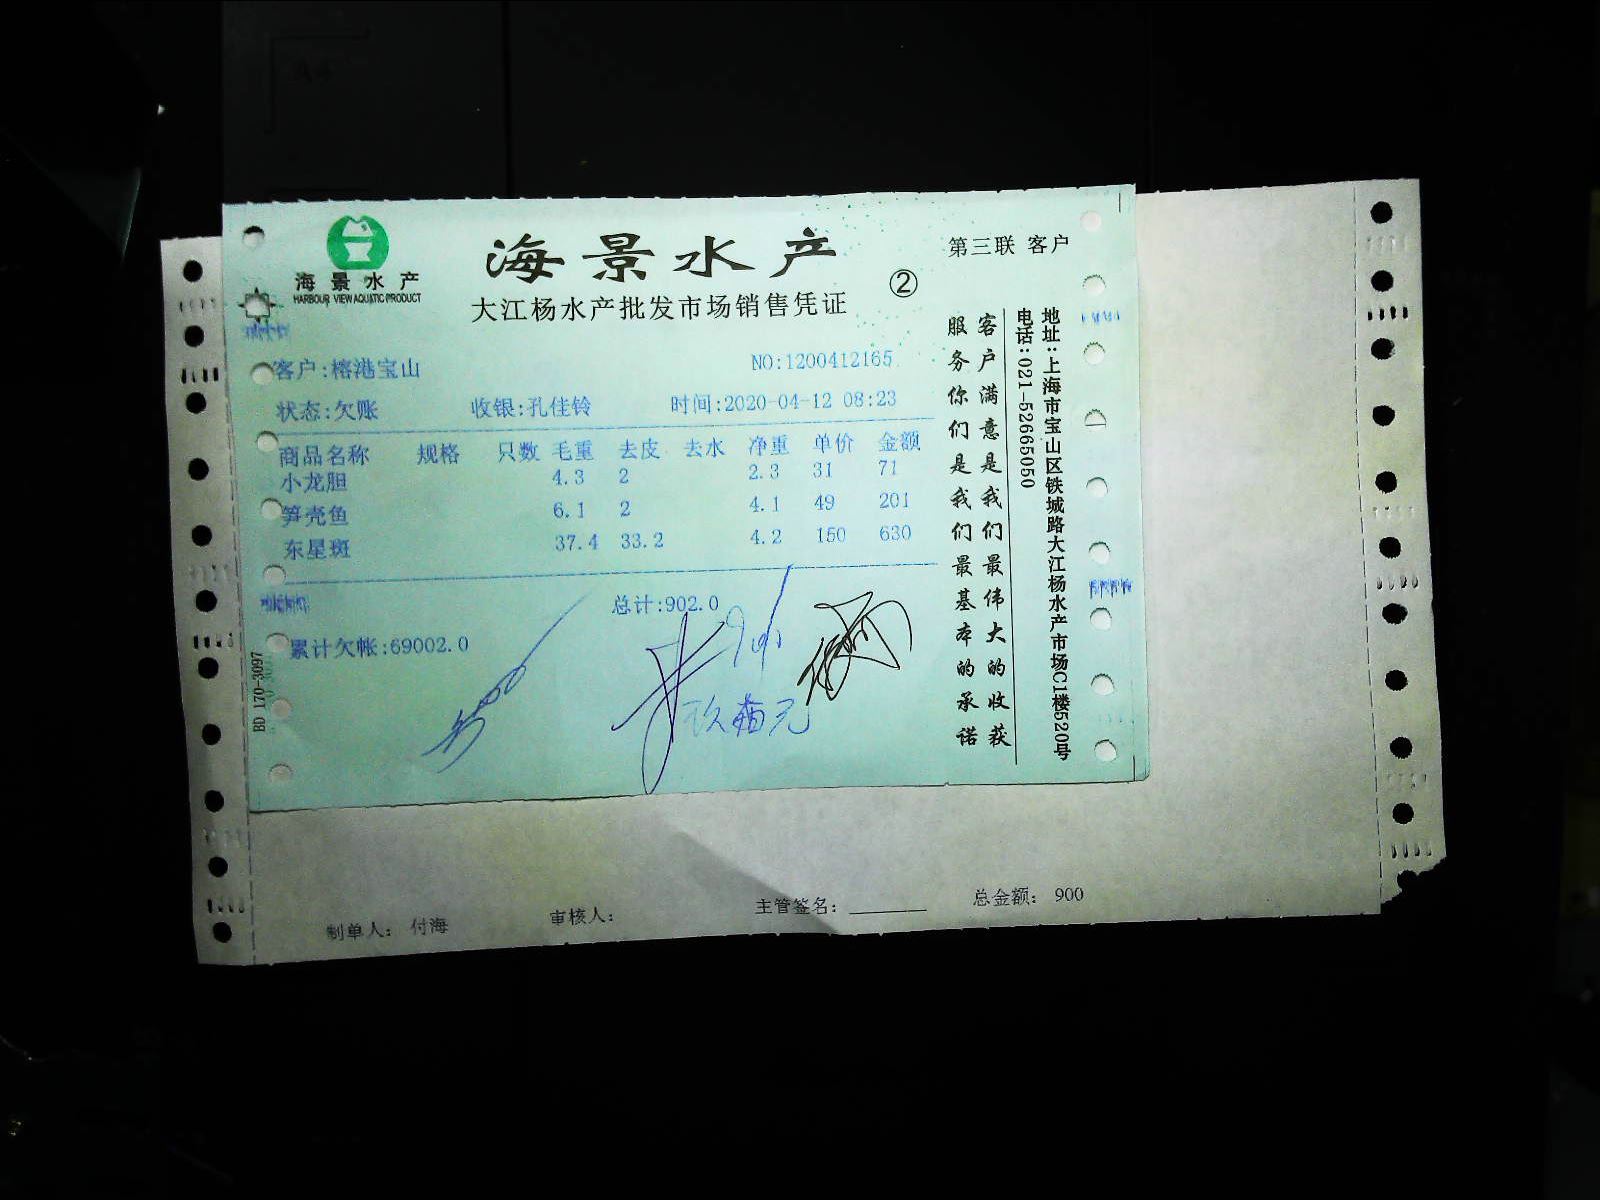 海景水产
HARBOUR VIEW AQUATIC PRODUCT
海景水产
大江杨水产批发市场销售凭证
②
第三联 客户
客户:榕港宝山
NO:1200412165
状态:欠账 收银:孔佳铃 时间:2020-04-12 08:23
商品名称 规格 只数 毛重 去皮 去水 净重 单价 金额
小龙胆 4.3 2 2.3 31 71
笋壳鱼 6.1 2 4.1 49 201
东星斑 37.4 33.2 4.2 150 630
总计:902.0
累计欠帐:69002.0
玖佰元
BD 170-3097
客户满意是我们最伟大的收获
服务你们是我们最基本的承诺
地址:上海市宝山区铁城路大江杨水产市场C1楼520号
电话:021-52665050
制单人: 付海 审核人: 主管签名: 总金额: 900